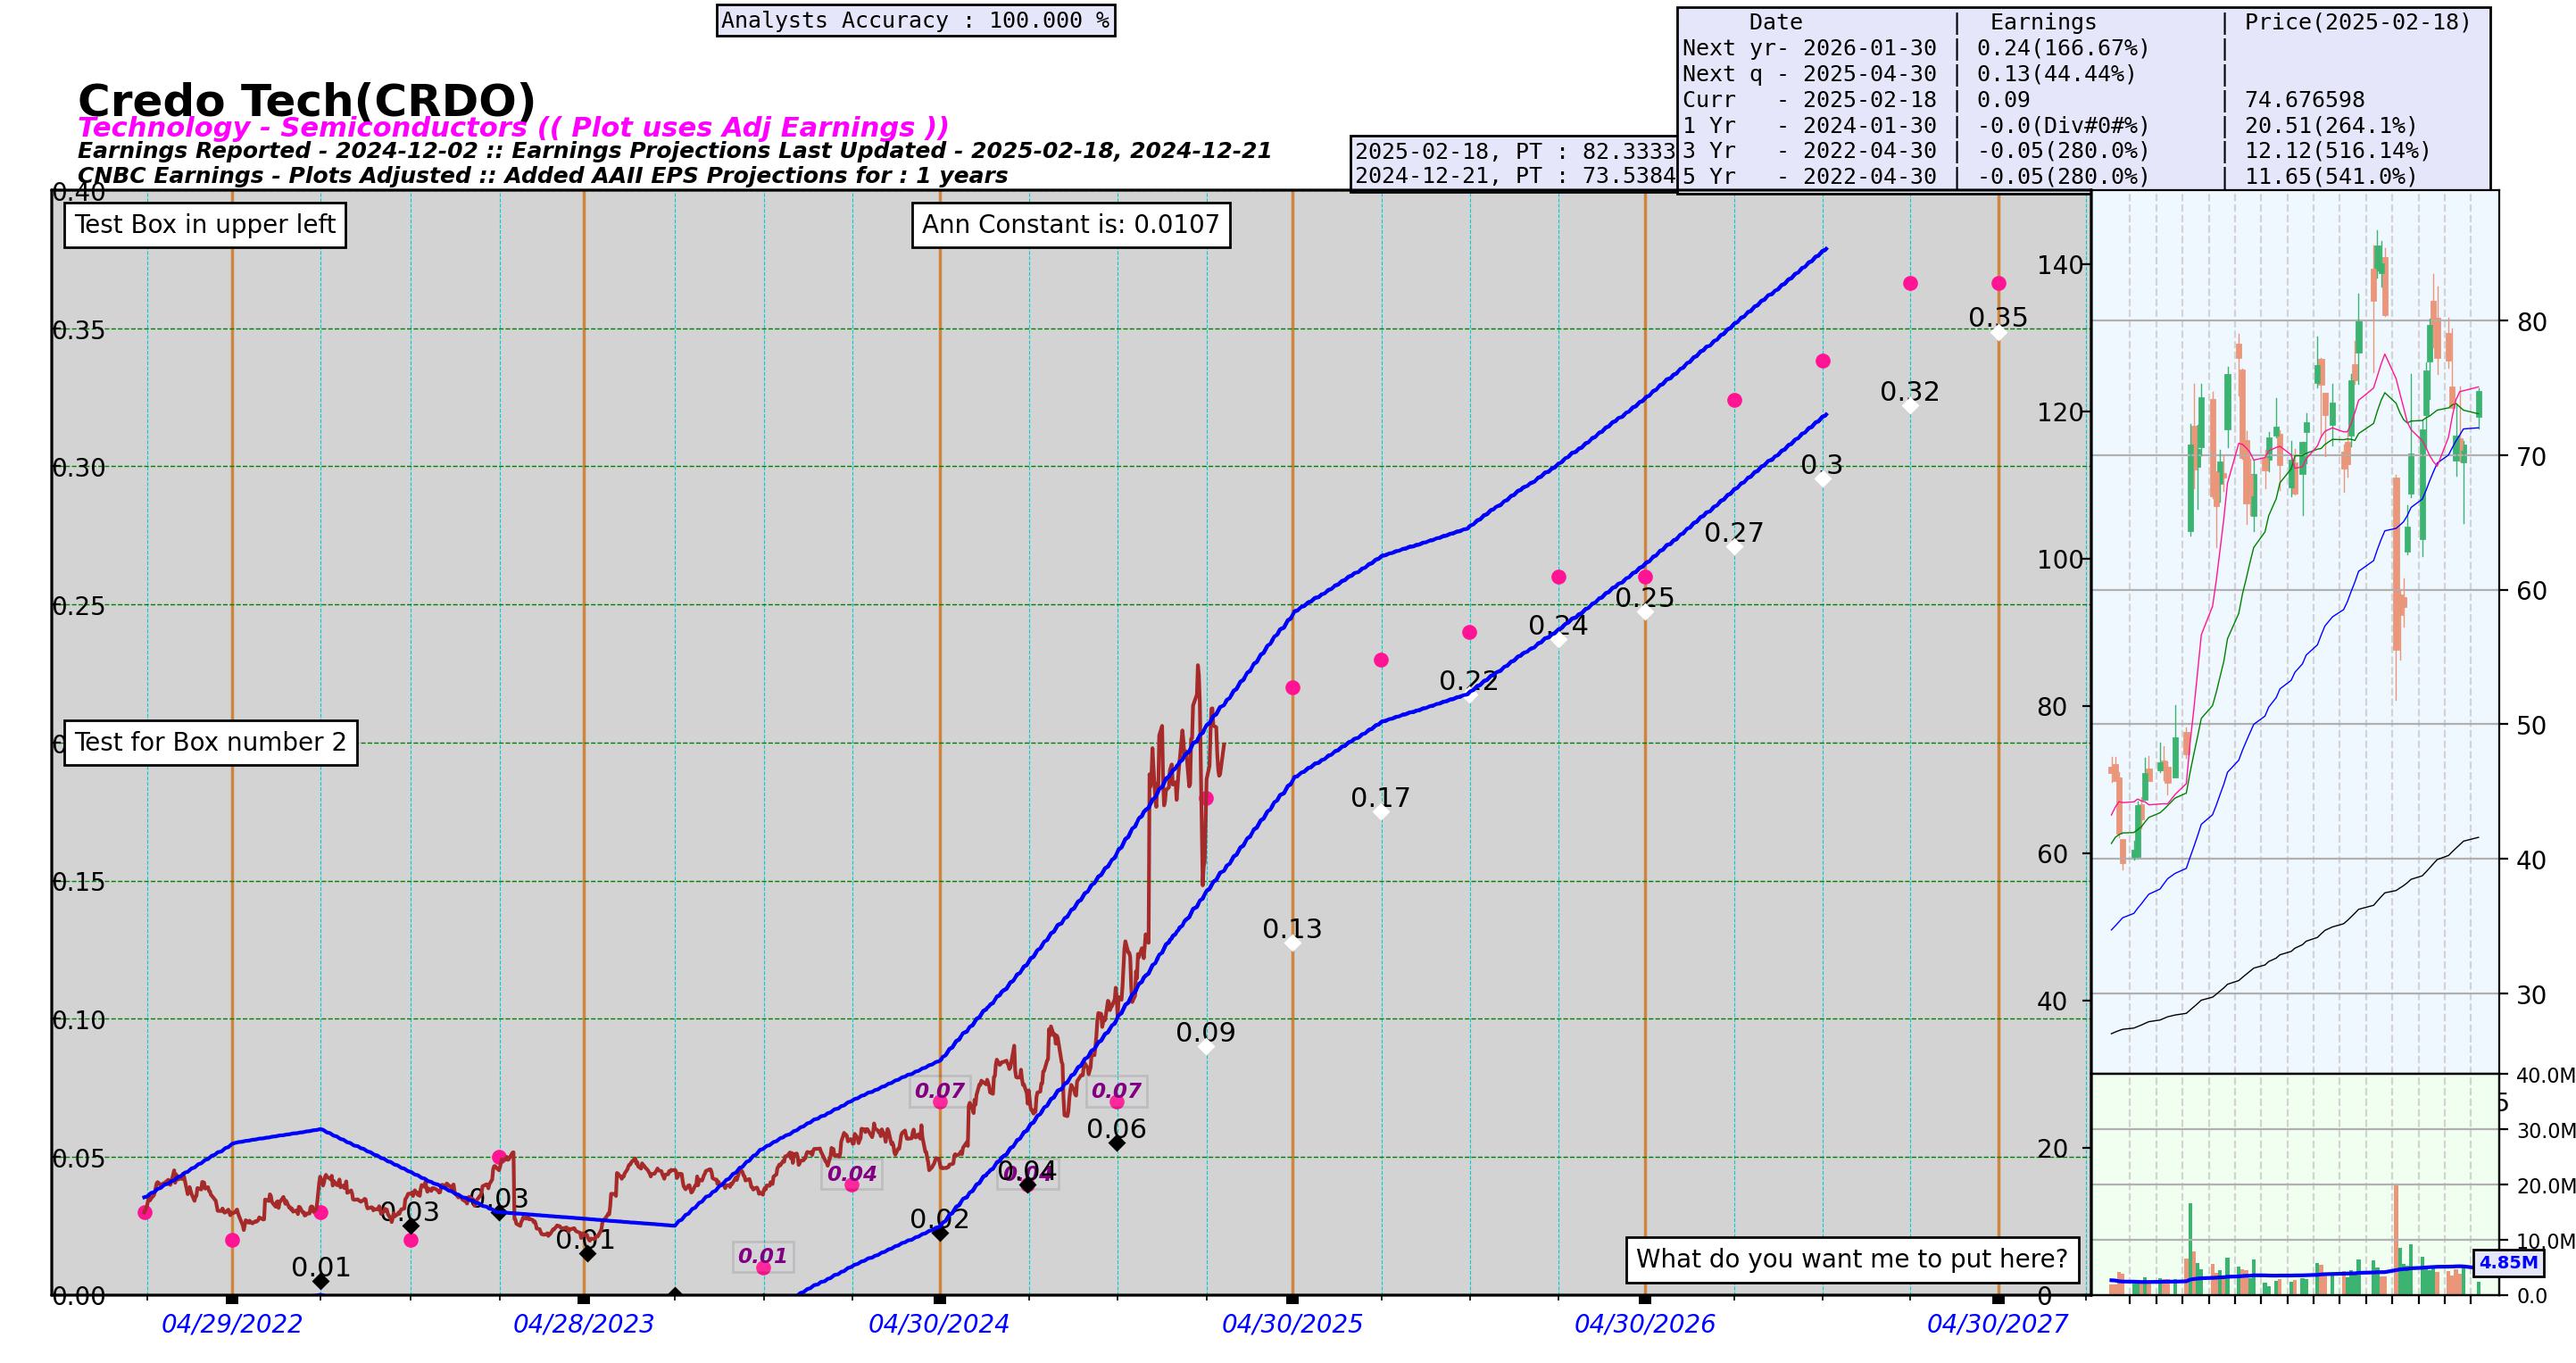 Analysts Accuracy : 100.000 %
Date | Earnings | Price(2025-02-18)
Next yr- 2026-01-30 | 0.24(166.67%) |
Next q - 2025-04-30 | 0.13(44.44%) |
Curr - 2025-02-18 | 0.09 | 74.676598
1 Yr - 2024-01-30 | -0.0(Div#0#%) | 20.51(264.1%)
3 Yr - 2022-04-30 | -0.05(280.0%) | 12.12(516.14%)
5 Yr - 2022-04-30 | -0.05(280.0%) | 11.65(541.0%)
Credo Tech(CRDO)
Technology - Semiconductors (( Plot uses Adj Earnings ))
Earnings Reported - 2024-12-02 :: Earnings Projections Last Updated - 2025-02-18, 2024-12-21
CNBC Earnings - Plots Adjusted :: Added AAII EPS Projections for : 1 years
2025-02-18, PT : 82.3333
2024-12-21, PT : 73.5384
0.40
Test Box in upper left
Ann Constant is: 0.0107
140
0.35
0.35
80
0.32
120
0.30
0.3
70
0.27
100
0.25
0.25
60
0.24
0.22
80
50
Test for Box number 2
0.17
60
40
0.15
0.13
40
30
0.10
0.09
40.0M
0.07
0.07
0.06
30.0M
20
0.05
0.04
0.04
0.04
20.0M
0.03
0.03
0.02
0.01
0.01
0.01
10.0M
What do you want me to put here?
4.85M
0.00
0
0.0
04/29/2022
04/28/2023
04/30/2024
04/30/2025
04/30/2026
04/30/2027